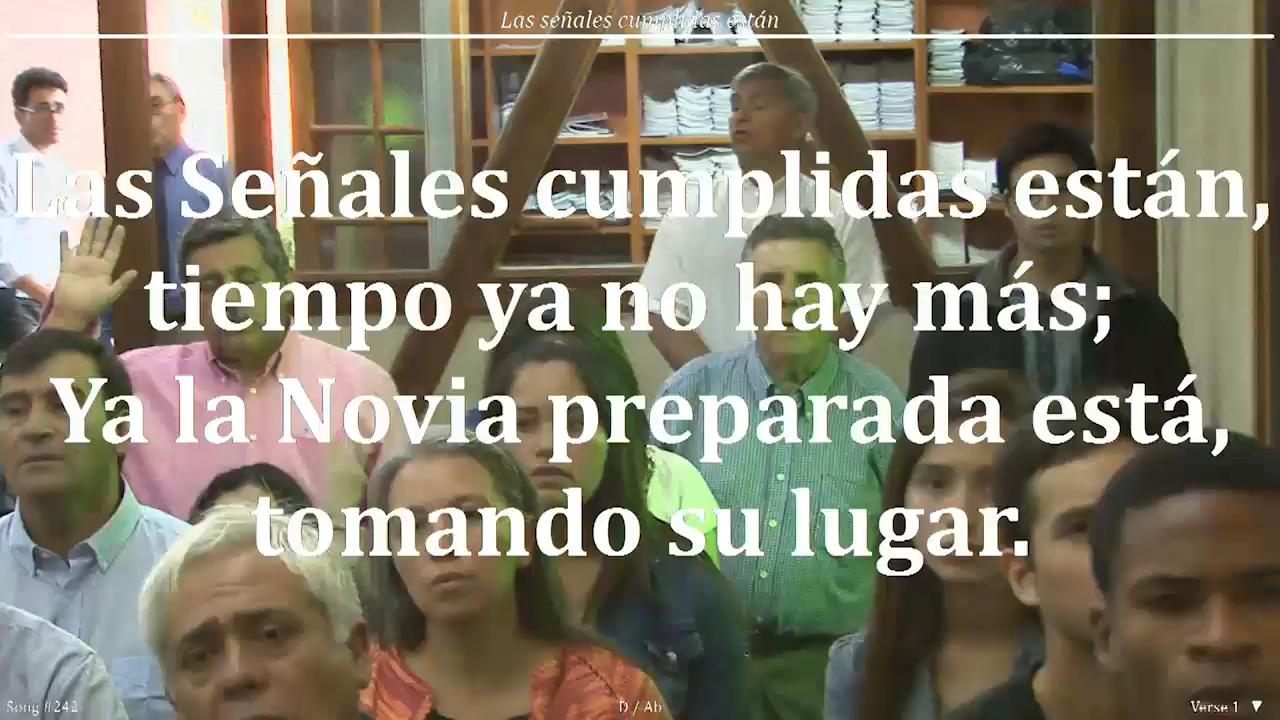 Las señales cumplidas están
Las Señales cumplidas están,
tiempo ya no hay más;
Ya la Novia preparada está,
tomando su lugar.
Song #242
D / Ab
Verse 1 ▼